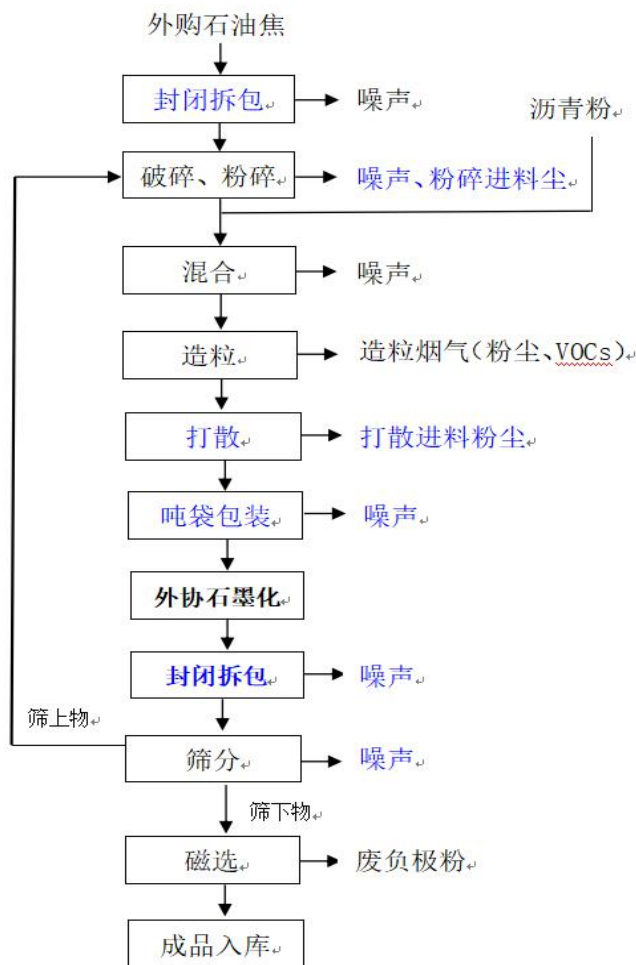 外购石油焦
封闭拆包
噪声
沥青粉
破碎、粉碎
噪声、粉碎进料尘
混合
噪声
造粒
造粒烟气(粉尘、VOCs)
打散
打散进料粉尘
吨袋包装
噪声
外协石墨化
封闭拆包
噪声
筛上物
筛分
噪声
筛下物
磁选
废负极粉
成品入库